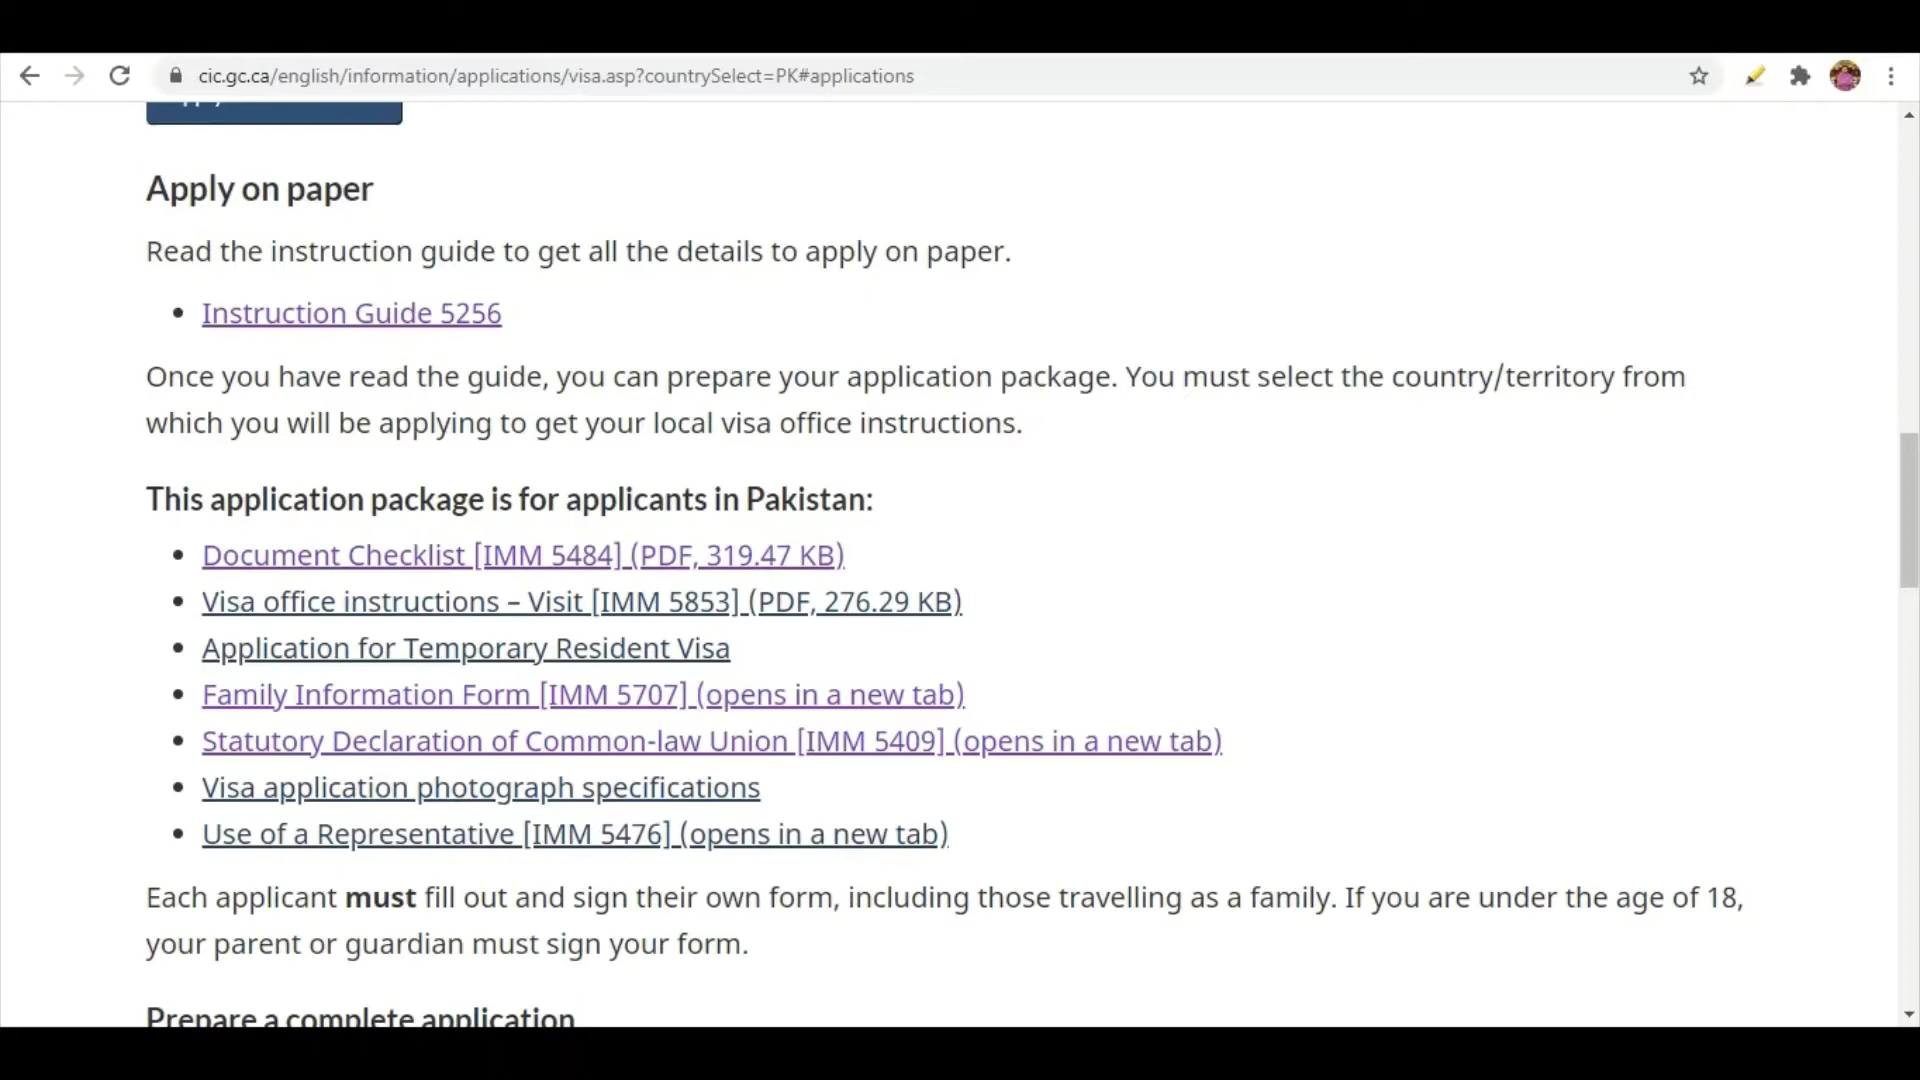 cic.gc.ca/english/information/applications/visa.asp?countrySelect=PK#applications
Apply on paper
Read the instruction guide to get all the details to apply on paper.
• Instruction Guide 5256
Once you have read the guide, you can prepare your application package. You must select the country/territory from
which you will be applying to get your local visa office instructions.
This application package is for applicants in Pakistan:
• Document Checklist [IMM 5484] (PDF, 319.47 KB)
• Visa office instructions – Visit [IMM 5853] (PDF, 276.29 KB)
• Application for Temporary Resident Visa
• Family Information Form [IMM 5707] (opens in a new tab)
• Statutory Declaration of Common-law Union [IMM 5409] (opens in a new tab)
• Visa application photograph specifications
• Use of a Representative [IMM 5476] (opens in a new tab)
Each applicant must fill out and sign their own form, including those travelling as a family. If you are under the age of 18,
your parent or guardian must sign your form.
Prepare a complete application